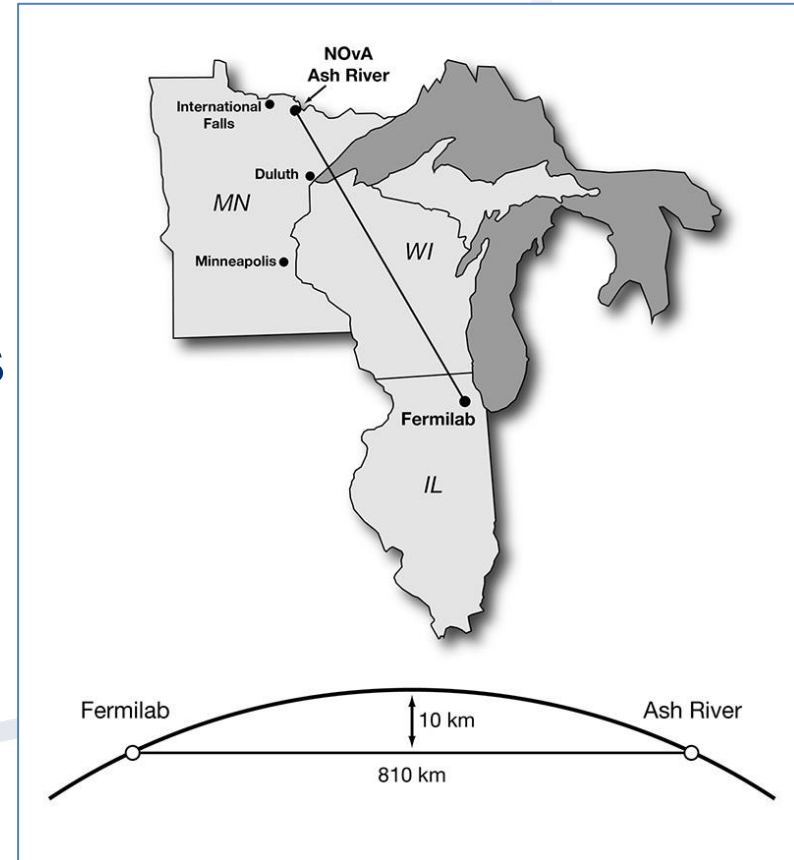 NOvA
Ash River
International
Falls
Duluth
MN
WI
Minneapolis
s
Fermilab
IL
Fermilab
Ash River
10 km
810 km